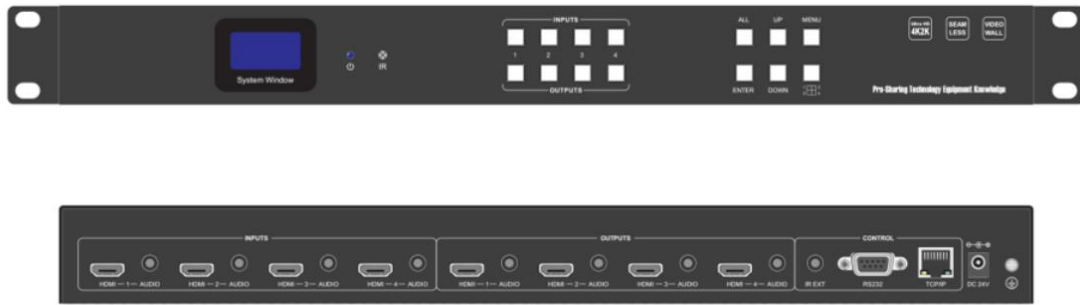 INPUTS
ALL UP MENU
Ultra HD 4K2K
SEAM LESS
VIDEO WALL
1 2 3 4
System Window
IR
OUTPUTS
ENTER DOWN
Pro-Sharing Technology Equipment Knowledge
INPUTS OUTPUTS CONTROL
HDMI 1 AUDIO HDMI 2 AUDIO HDMI 3 AUDIO HDMI 4 AUDIO HDMI 1 AUDIO HDMI 2 AUDIO HDMI 3 AUDIO HDMI 4 AUDIO IR EXT RS232 TCP/IP DC 24V